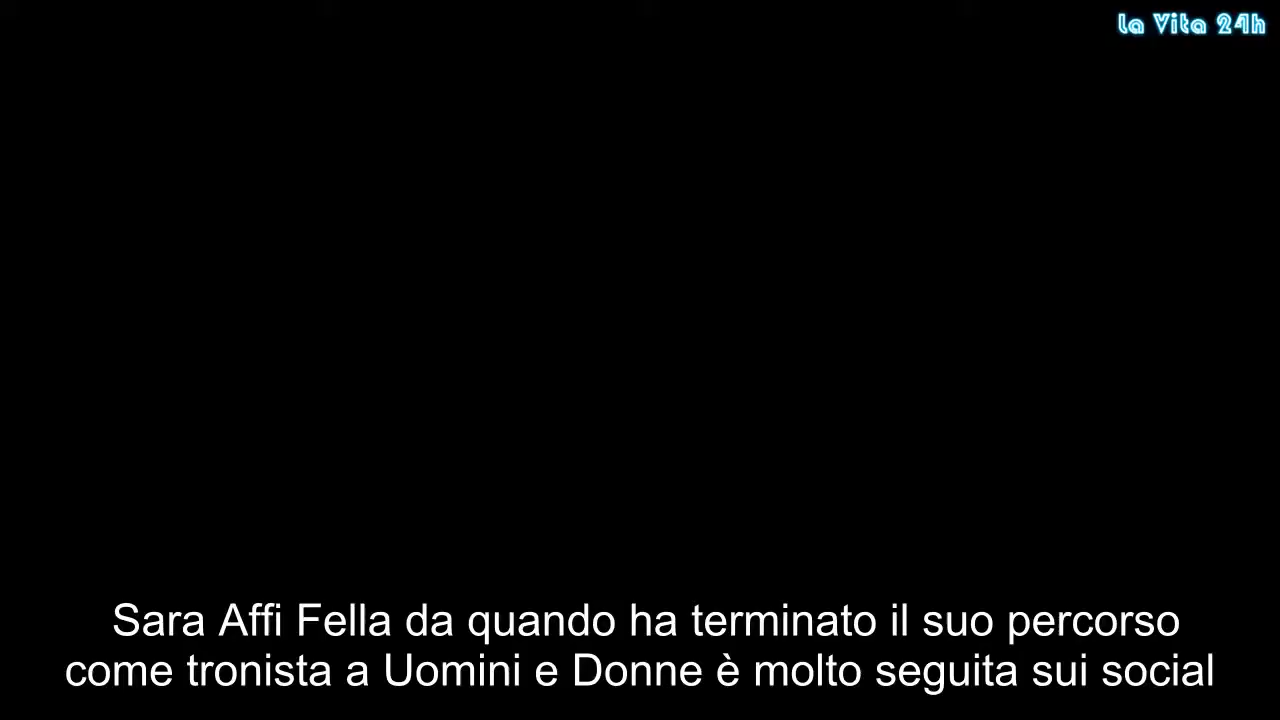 La Vita 24h
Sara Affi Fella da quando ha terminato il suo percorso
come tronista a Uomini e Donne è molto seguita sui social